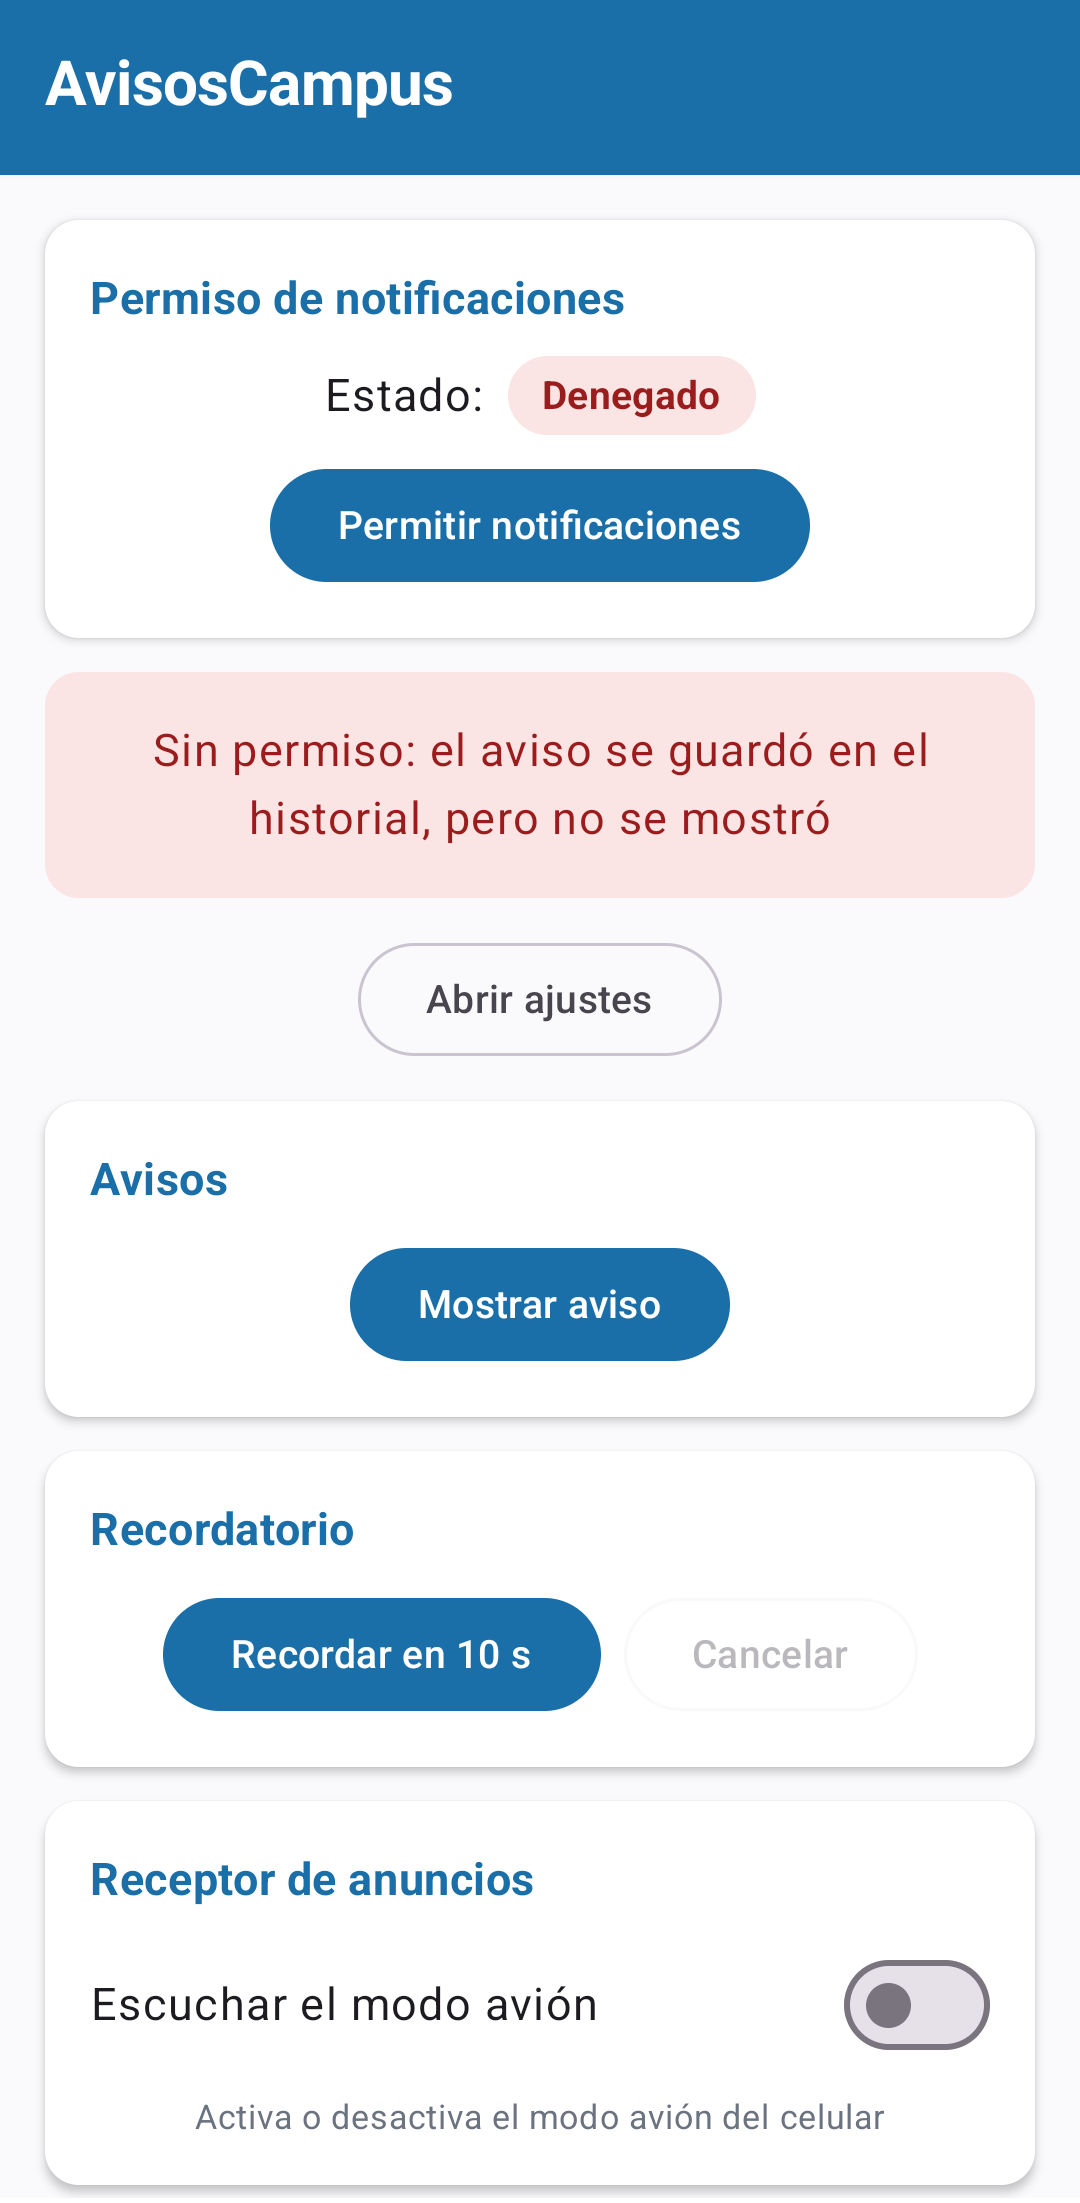 AvisosCampus
Permiso de notificaciones
Estado: Denegado
Permitir notificaciones
Sin permiso: el aviso se guardó en el
historial, pero no se mostró
Abrir ajustes
Avisos
Mostrar aviso
Recordatorio
Recordar en 10 s Cancelar
Receptor de anuncios
Escuchar el modo avión
Activa o desactiva el modo avión del celular